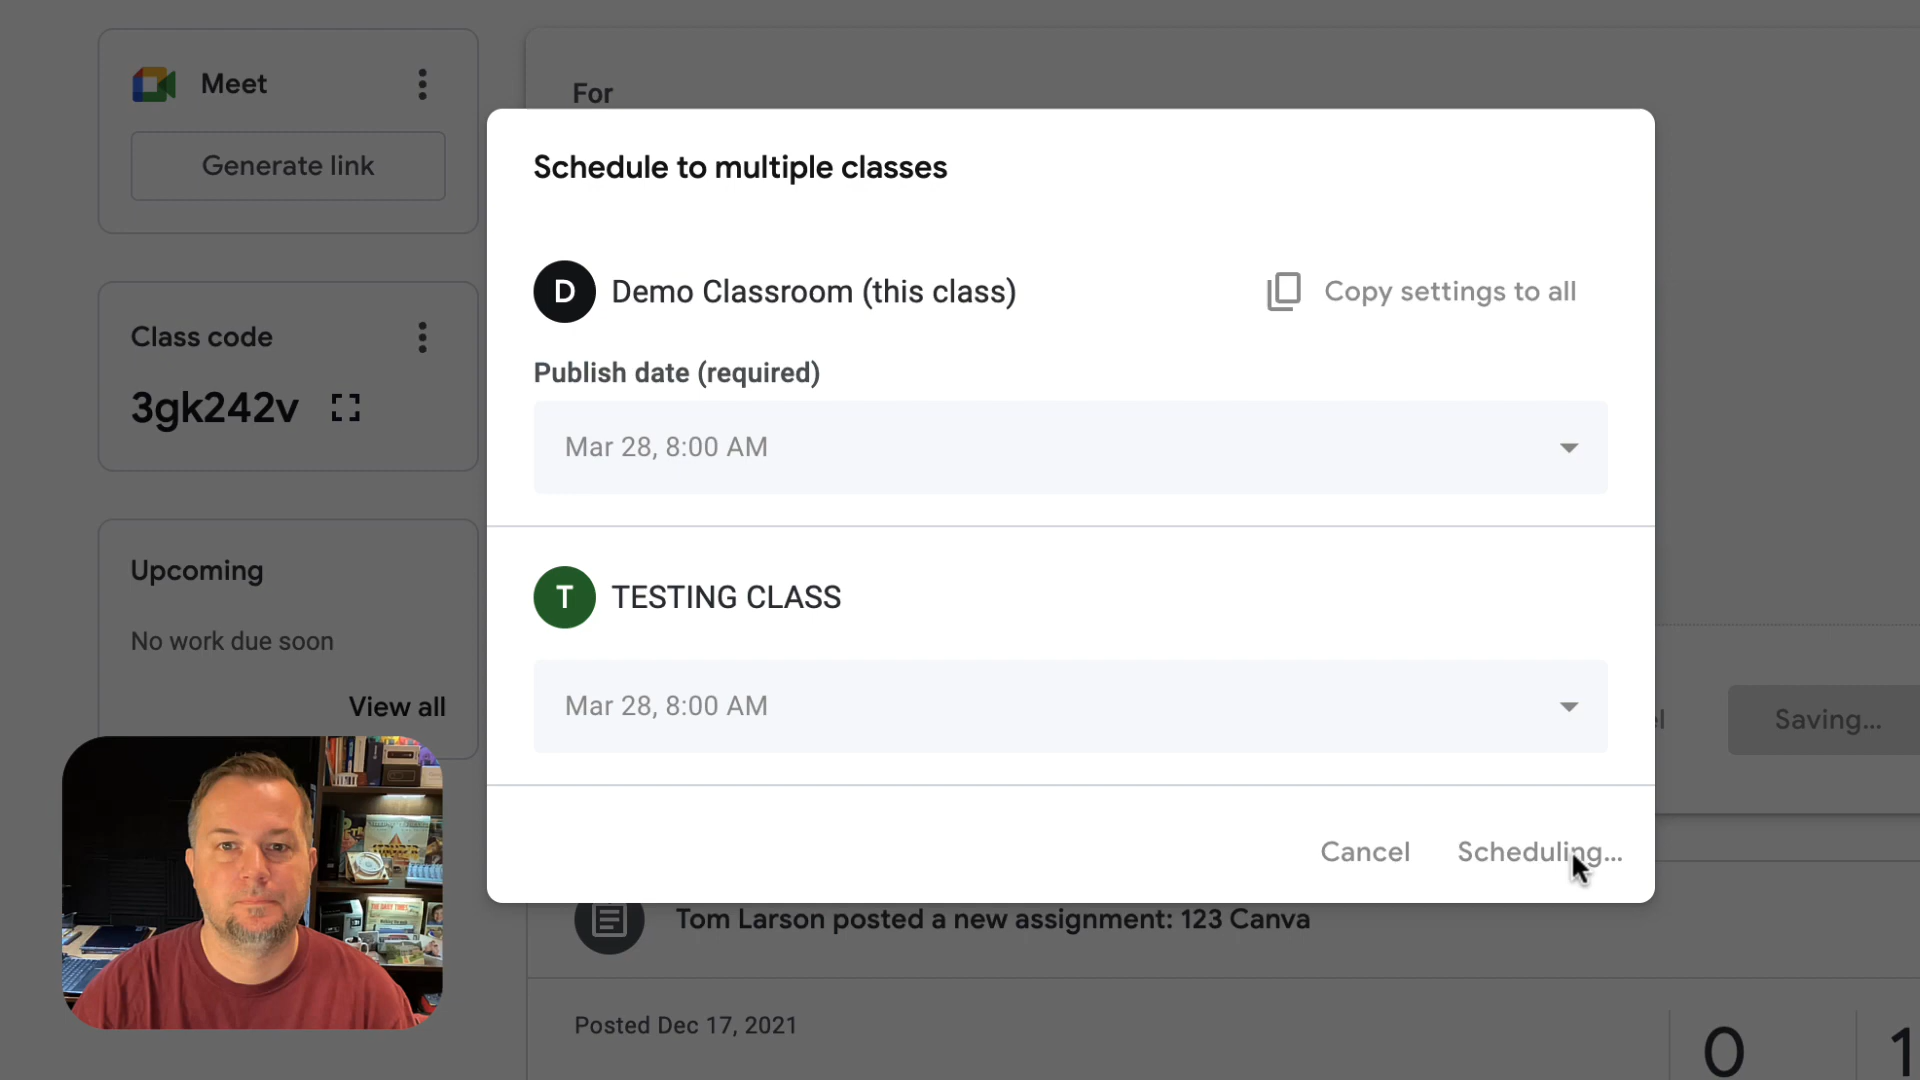 Meet
Generate link
Class code
3gk242v
Upcoming
No work due soon
View all
For
Schedule to multiple classes
D Demo Classroom (this class)
Copy settings to all
Publish date (required)
Mar 28, 8:00 AM
T TESTING CLASS
Mar 28, 8:00 AM
Cancel
Scheduling...
Saving...
Tom Larson posted a new assignment: 123 Canva
Posted Dec 17, 2021
0
1
THE DAILY TIMES